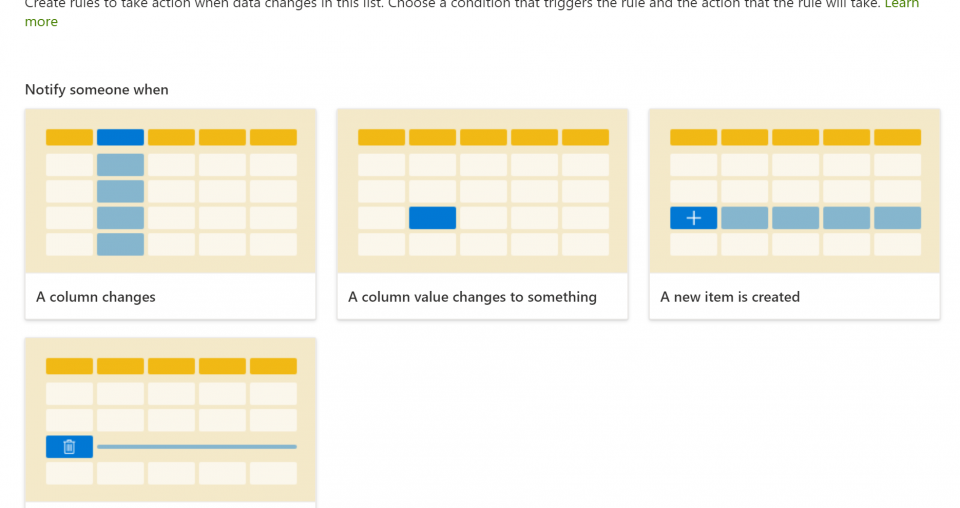 Create rules to take action when data changes in this list. Choose a condition that triggers the rule and the action that the rule will take. Learn
more
Notify someone when
A column changes
A column value changes to something
A new item is created